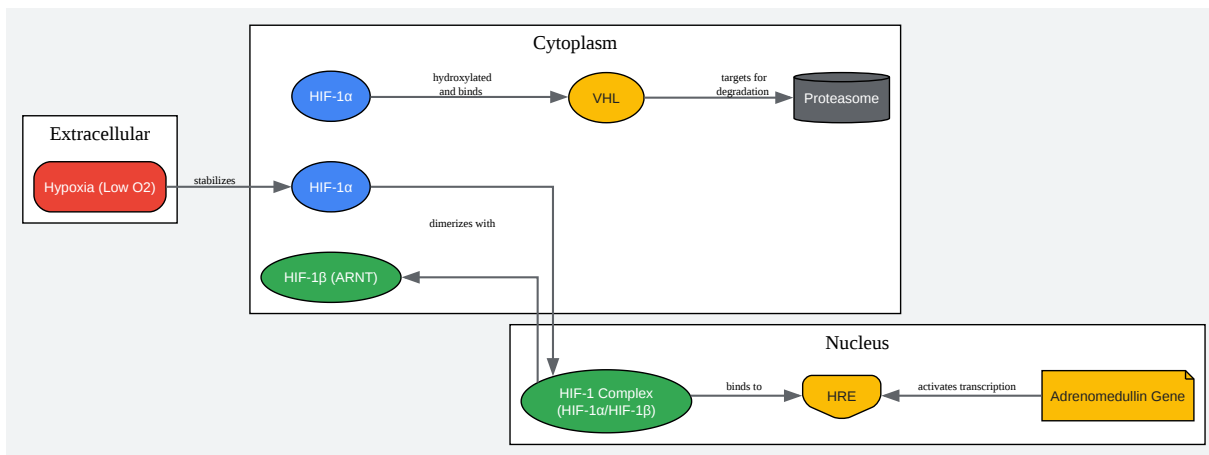 Cytoplasm
HIF-1α
hydroxylated
and binds
VHL
targets for
degradation
Proteasome
Extracellular
Hypoxia (Low O2)
stabilizes
HIF-1α
dimerizes with
HIF-1β (ARNT)
Nucleus
HIF-1 Complex
(HIF-1α/HIF-1β)
binds to
HRE
activates transcription
Adrenomedullin Gene